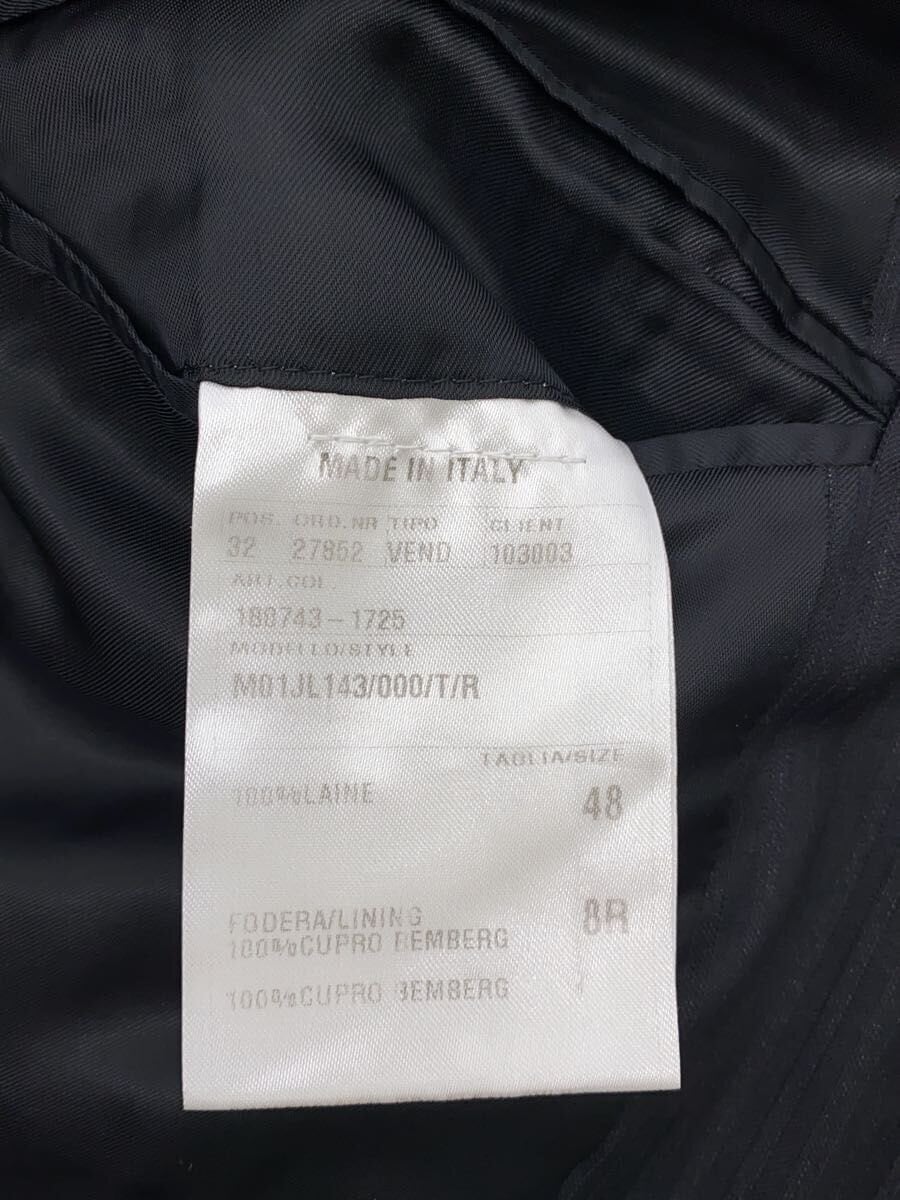 MADE IN ITALY
POS. ORD.NR TIPO CLIENT
32 27852 VEND 103003
ART.COL
180743-1725
MODELLO/STYLE
M01JL143/000/T/R
TAGLIA/SIZE
100%LAINE 48
FODERA/LINING 8R
100%CUPRO BEMBERG
100%CUPRO BEMBERG